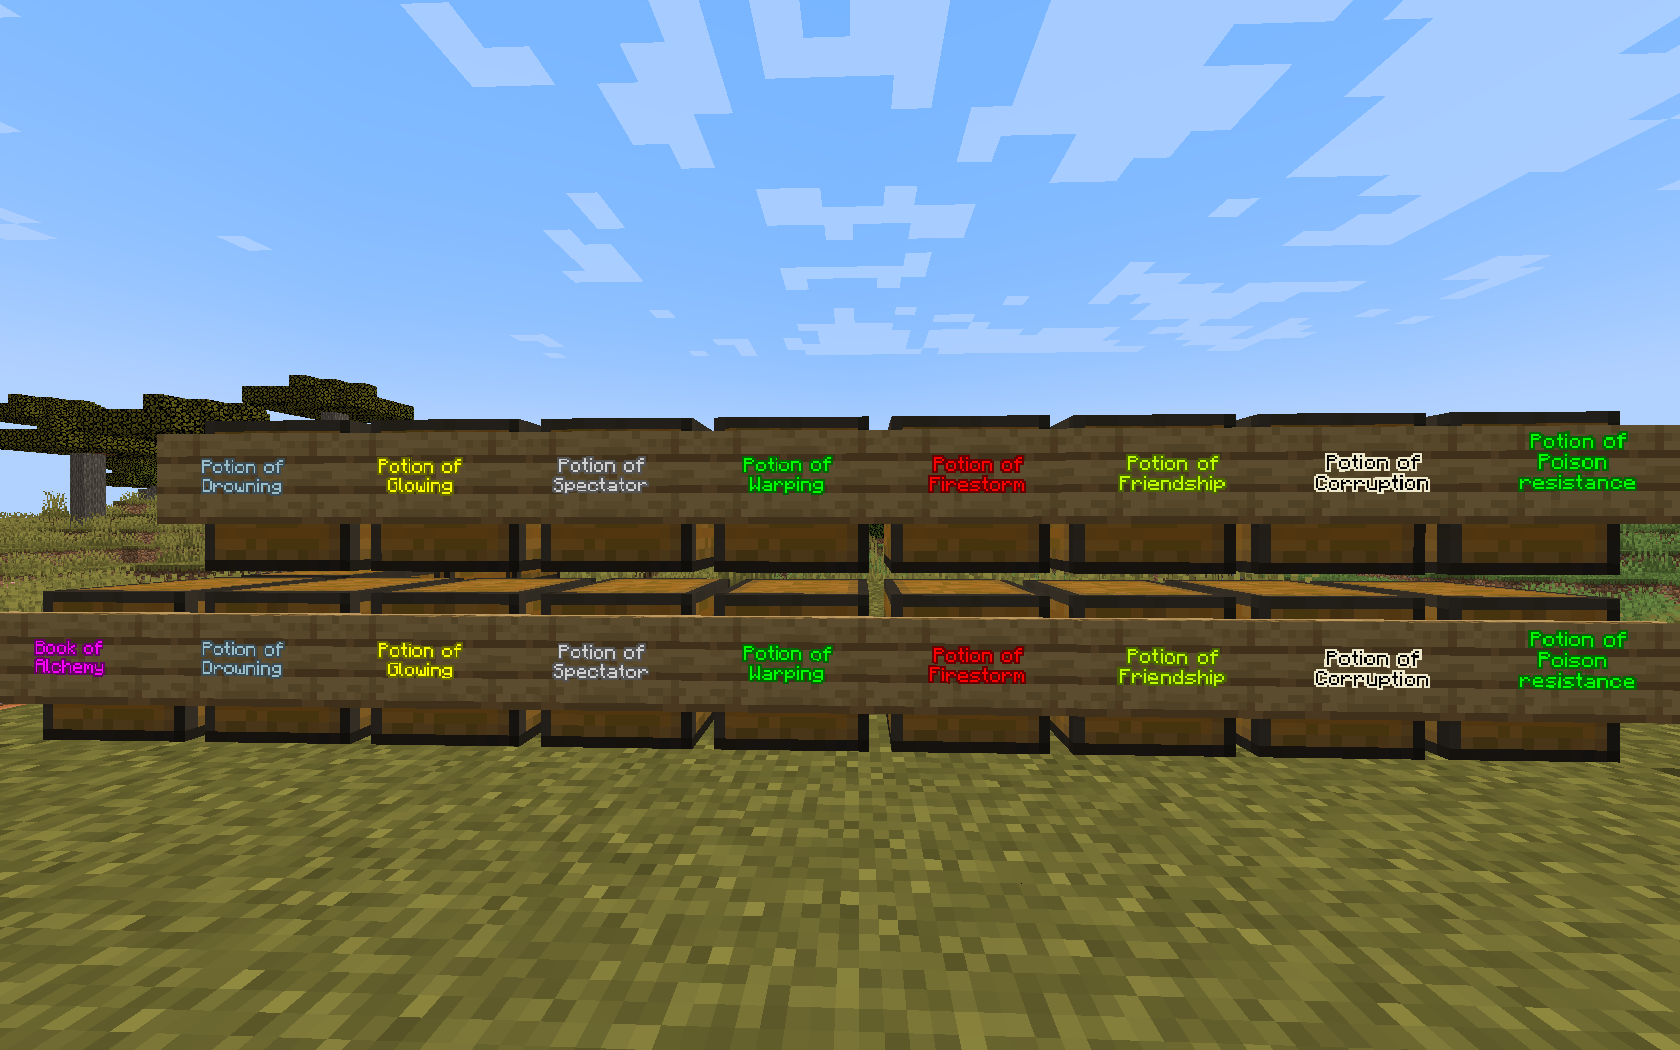 Potion of
Drowning
Potion of
Glowing
Potion of
Spectator
Potion of
Warping
Potion of
Firestorm
Potion of
Friendship
Potion of
Corruption
Potion of
Poison
resistance
Book of
Alchemy
Potion of
Drowning
Potion of
Glowing
Potion of
Spectator
Potion of
Warping
Potion of
Firestorm
Potion of
Friendship
Potion of
Corruption
Potion of
Poison
resistance